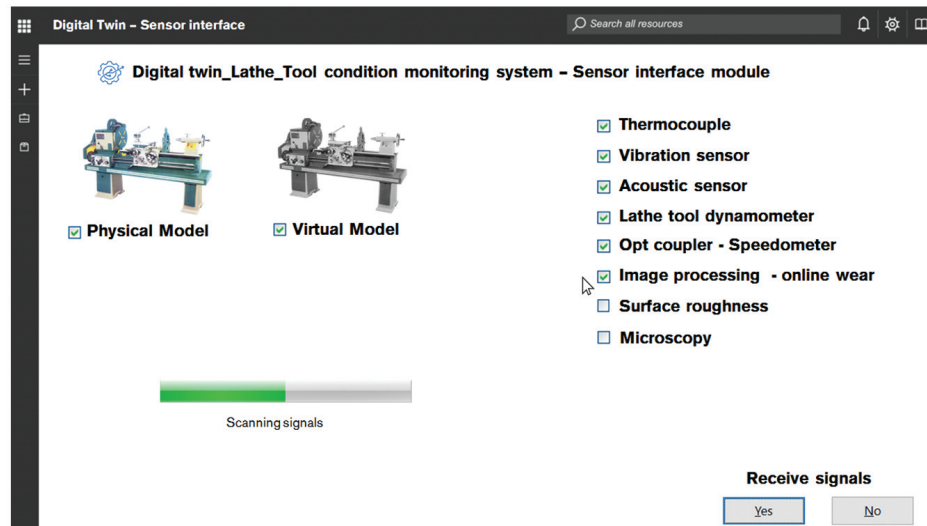 Digital Twin – Sensor interface
Search all resources
Digital twin_Lathe_Tool condition monitoring system – Sensor interface module
Physical Model
Virtual Model
Thermocouple
Vibration sensor
Acoustic sensor
Lathe tool dynamometer
Opt coupler - Speedometer
Image processing - online wear
Surface roughness
Microscopy
Scanning signals
Receive signals
Yes
No